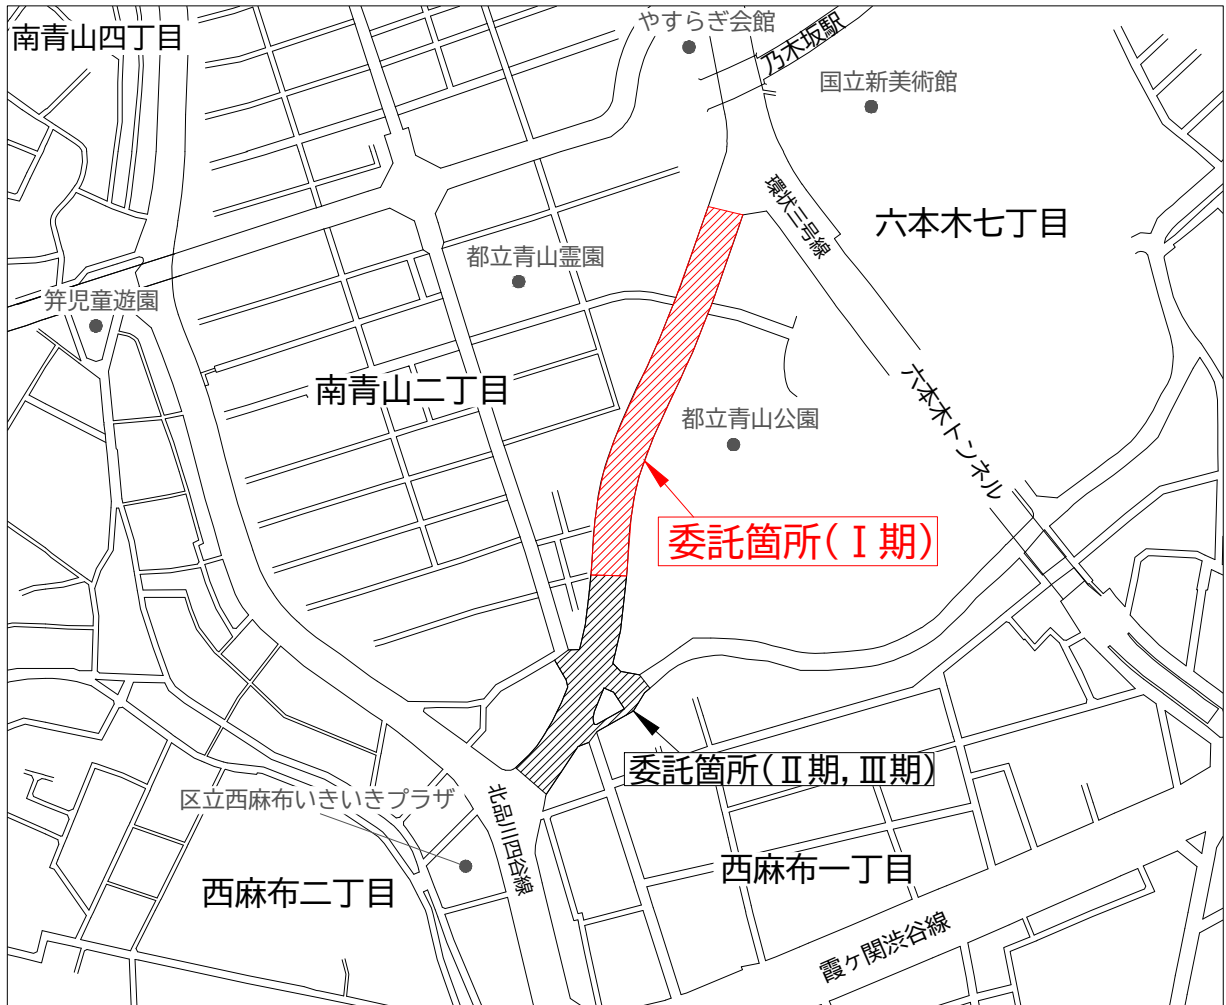 やすらぎ会館
南青山四丁目
乃木坂駅
国立新美術館
環状三号線
六本木七丁目
都立青山霊園
笄児童遊園
南青山二丁目
都立青山公園
六本木トンネル
委託箇所(Ⅰ期)
委託箇所(Ⅱ期,Ⅲ期)
区立西麻布いきいきプラザ
北品川四谷線
西麻布一丁目
西麻布二丁目
霞ヶ関渋谷線